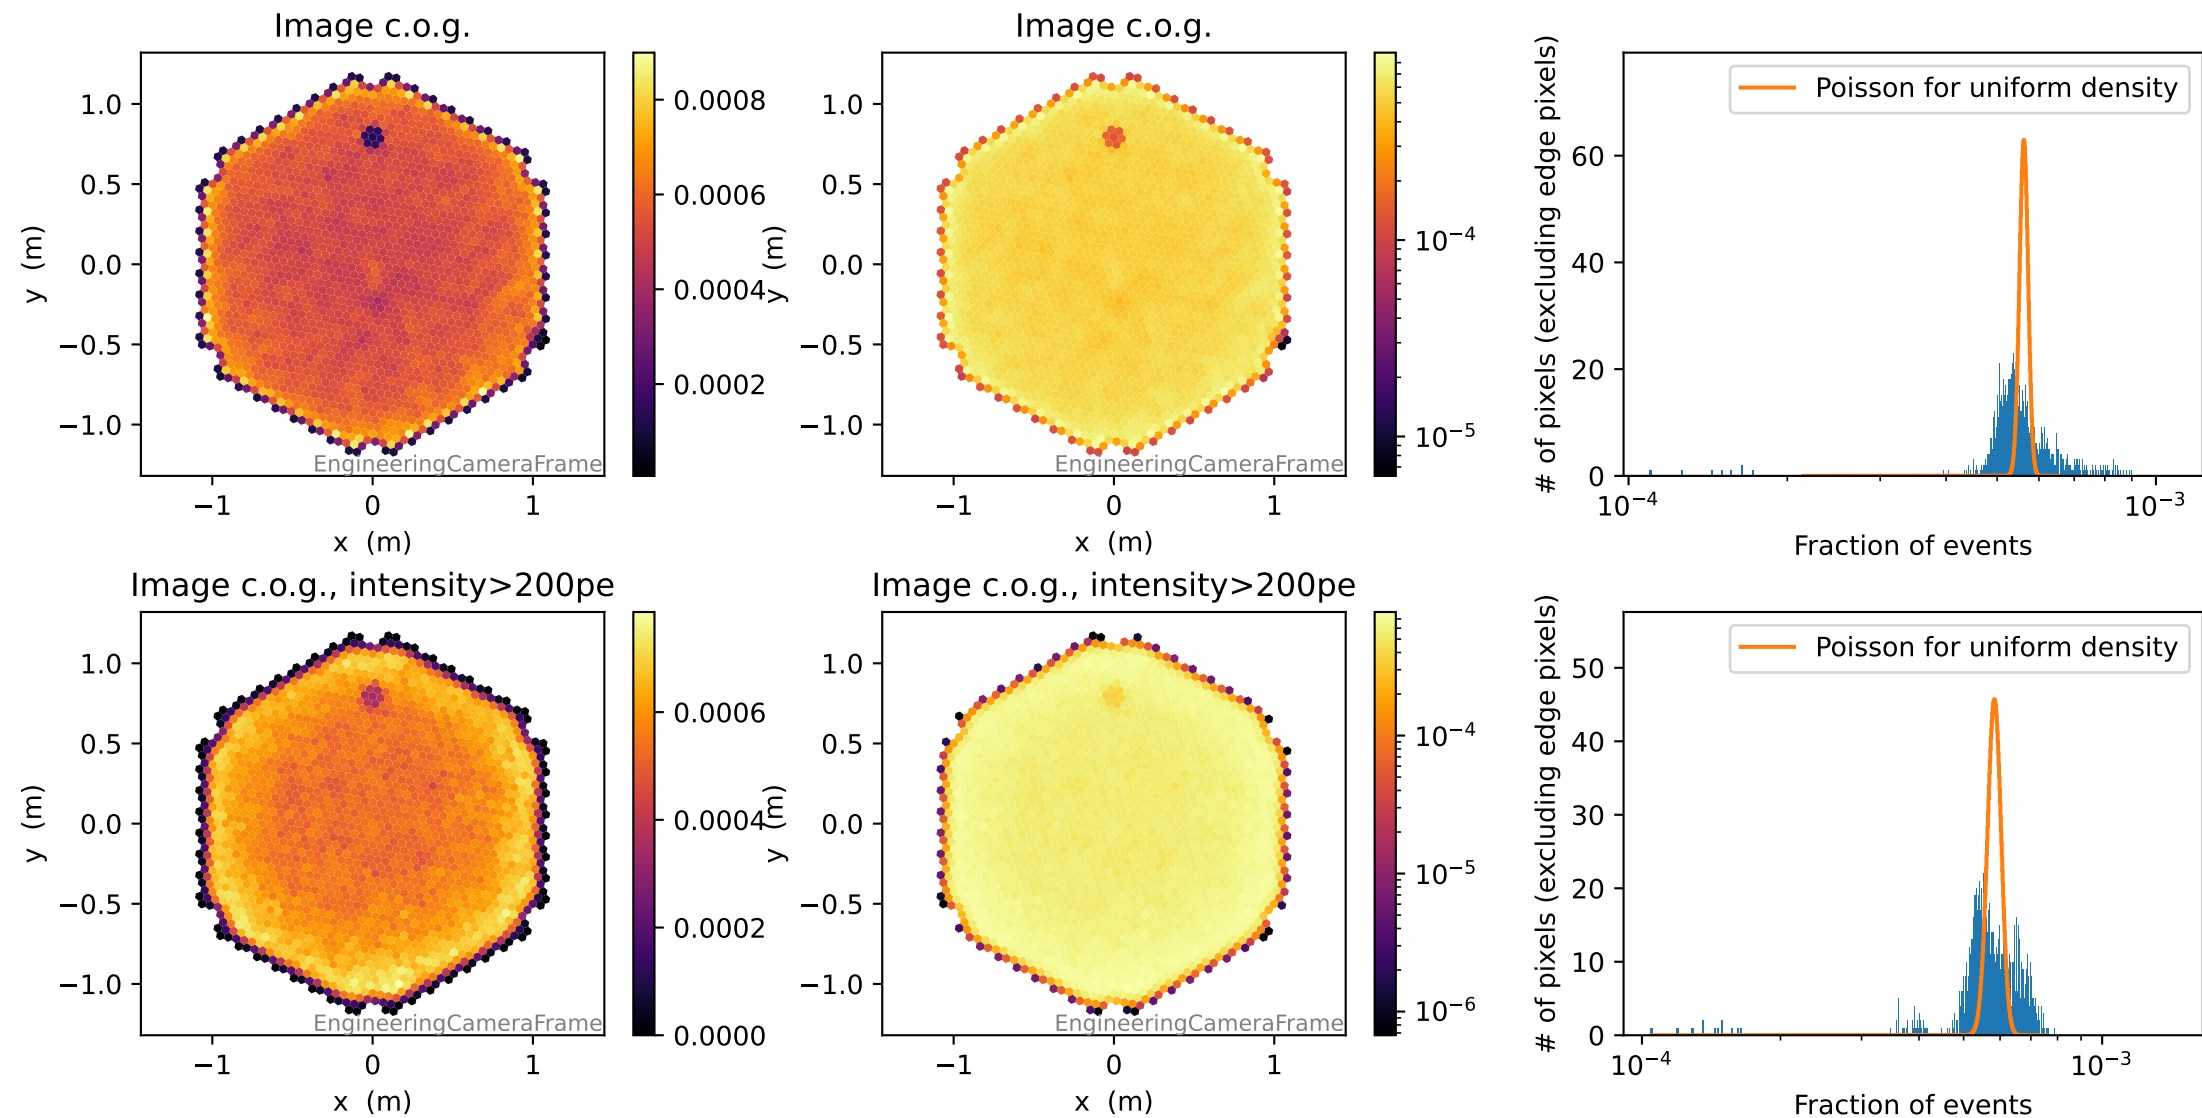 Image c.o.g.
y (m)
1.0
0.5
0.0
−0.5
−1.0
−1
0
1
x (m)
EngineeringCameraFrame
0.0008
0.0006
0.0004
0.0002
Image c.o.g.
y (m)
1.0
0.5
0.0
−0.5
−1.0
−1
0
1
x (m)
EngineeringCameraFrame
10−4
10−5
# of pixels (excluding edge pixels)
60
40
20
0
Poisson for uniform density
10−4
10−3
Fraction of events
Image c.o.g., intensity>200pe
y (m)
1.0
0.5
0.0
−0.5
−1.0
−1
0
1
x (m)
EngineeringCameraFrame
0.0006
0.0004
0.0002
0.0000
Image c.o.g., intensity>200pe
y (m)
1.0
0.5
0.0
−0.5
−1.0
−1
0
1
x (m)
EngineeringCameraFrame
10−4
10−5
10−6
# of pixels (excluding edge pixels)
50
40
30
20
10
0
Poisson for uniform density
10−4
10−3
Fraction of events